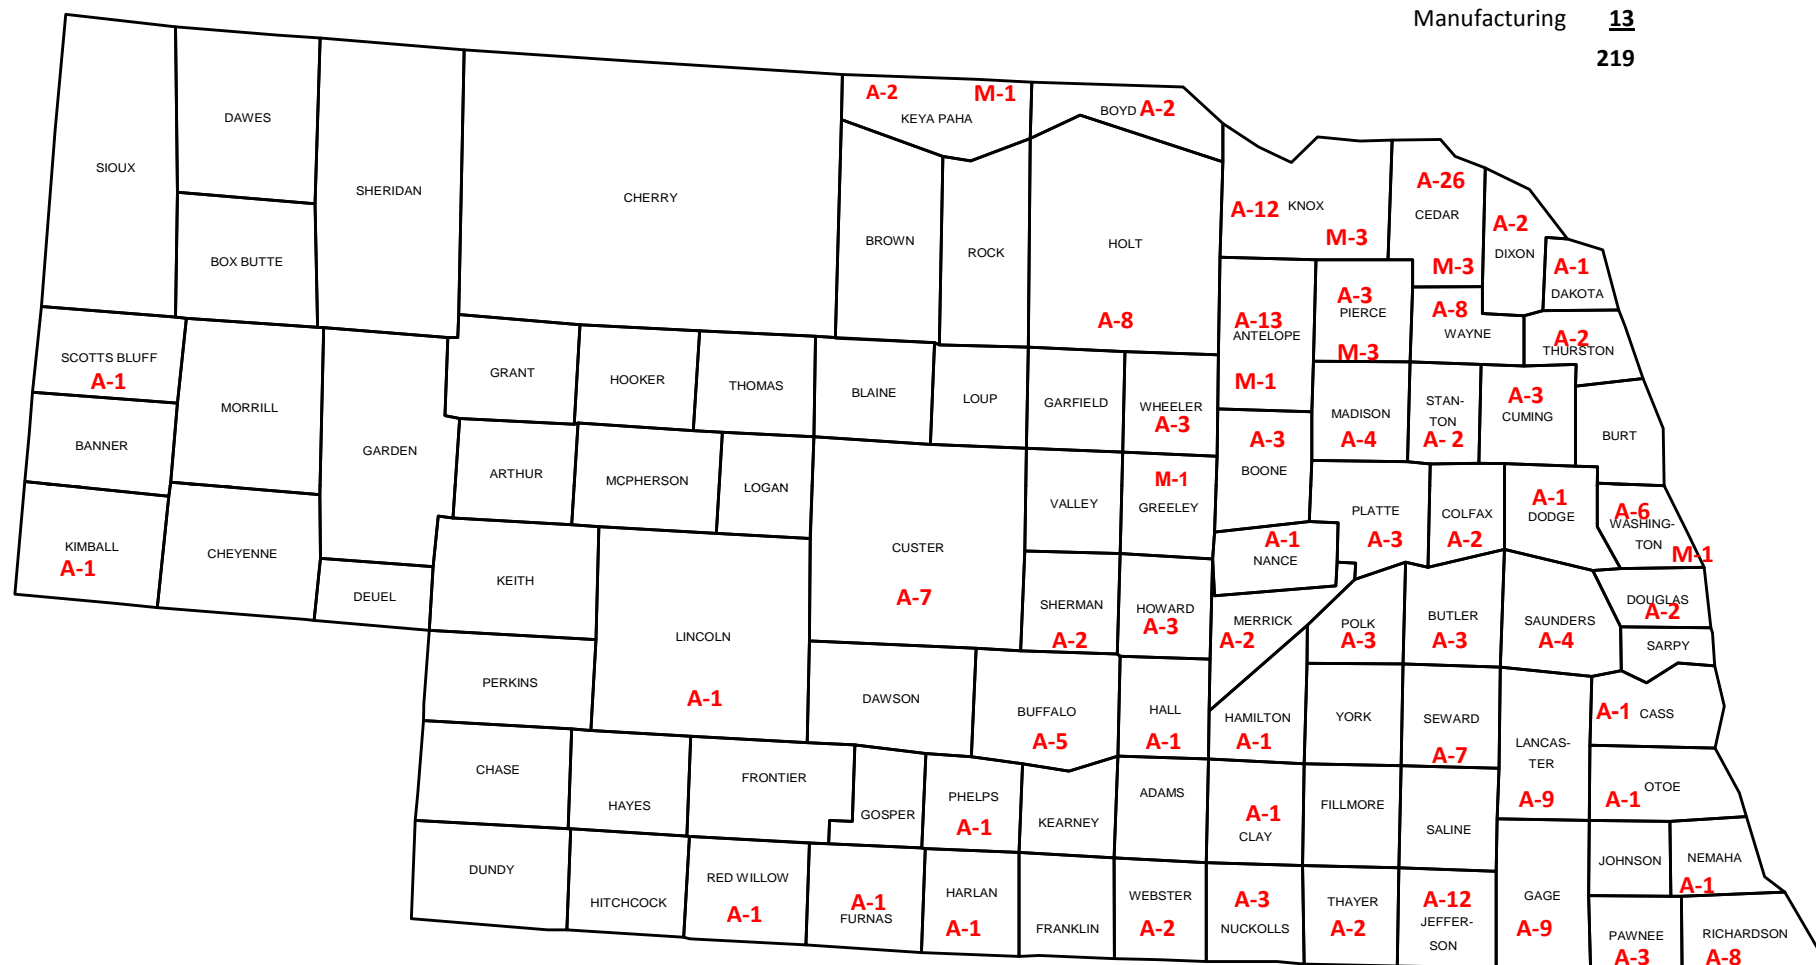 Manufacturing 13
219
A-2 M-1
KEYA PAHA
BOYD A-2
DAWES
SIOUX
SHERIDAN
CHERRY
BOX BUTTE
BROWN
ROCK
HOLT
A-8
A-12 KNOX
M-3
A-26
CEDAR
M-3
A-2
DIXON
A-1
DAKOTA
A-13
ANTELOPE
M-1
A-3
PIERCE
M-3
A-8
WAYNE
A-2
THURSTON
SCOTTS BLUFF
A-1
MORRILL
GARDEN
GRANT
HOOKER
THOMAS
BLAINE
LOUP
GARFIELD
WHEELER
A-3
A-3
BOONE
MADISON
A-4
STAN-
TON
A- 2
A-3
CUMING
BURT
BANNER
ARTHUR
MCPHERSON
LOGAN
VALLEY
M-1
GREELEY
PLATTE
A-3
COLFAX
A-2
A-1
DODGE
A-6
WASHING-
TON
M-1
KIMBALL
A-1
CHEYENNE
DEUEL
KEITH
CUSTER
A-7
A-1
NANCE
LINCOLN
A-1
SHERMAN
A-2
HOWARD
A-3
MERRICK
A-2
POLK
A-3
BUTLER
A-3
SAUNDERS
A-4
DOUGLAS
A-2
SARPY
PERKINS
DAWSON
BUFFALO
A-5
HALL
A-1
HAMILTON
A-1
YORK
SEWARD
A-7
LANCAS-
TER
A-9
A-1 CASS
CHASE
HAYES
FRONTIER
GOSPER
PHELPS
A-1
KEARNEY
ADAMS
A-1
CLAY
FILLMORE
SALINE
A-1 OTOE
DUNDY
HITCHCOCK
RED WILLOW
A-1
A-1
FURNAS
HARLAN
A-1
FRANKLIN
WEBSTER
A-2
A-3
NUCKOLLS
THAYER
A-2
A-12
JEFFER-
SON
GAGE
A-9
JOHNSON
NEMAHA
A-1
PAWNEE
A-3
RICHARDSON
A-8